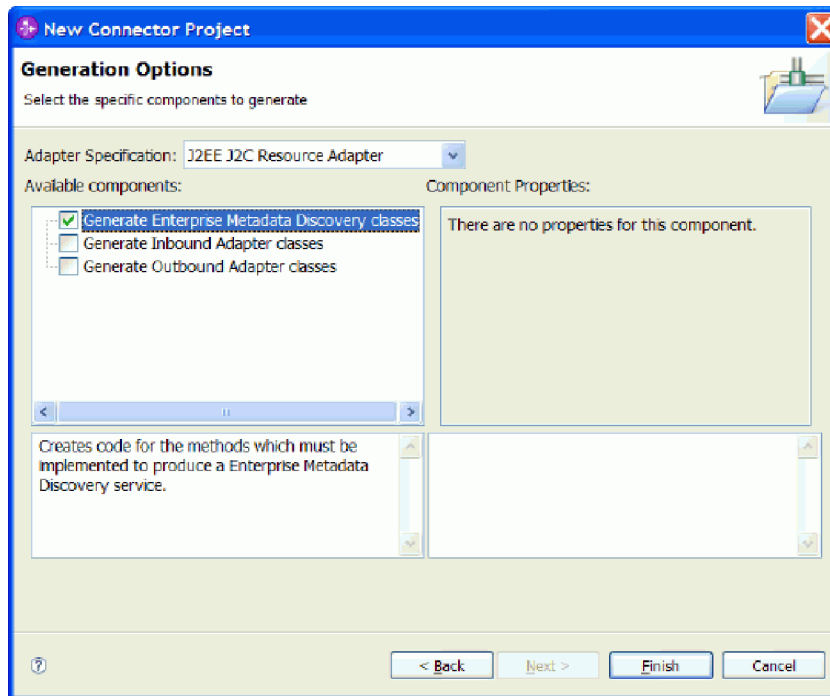 New Connector Project
Generation Options
Select the specific components to generate
Adapter Specification: J2EE J2C Resource Adapter
Available components:
Component Properties:
Generate Enterprise Metadata Discovery classes
Generate Inbound Adapter classes
Generate Outbound Adapter classes
There are no properties for this component.
Creates code for the methods which must be
implemented to produce a Enterprise Metadata
Discovery service.
< Back
Next >
Finish
Cancel